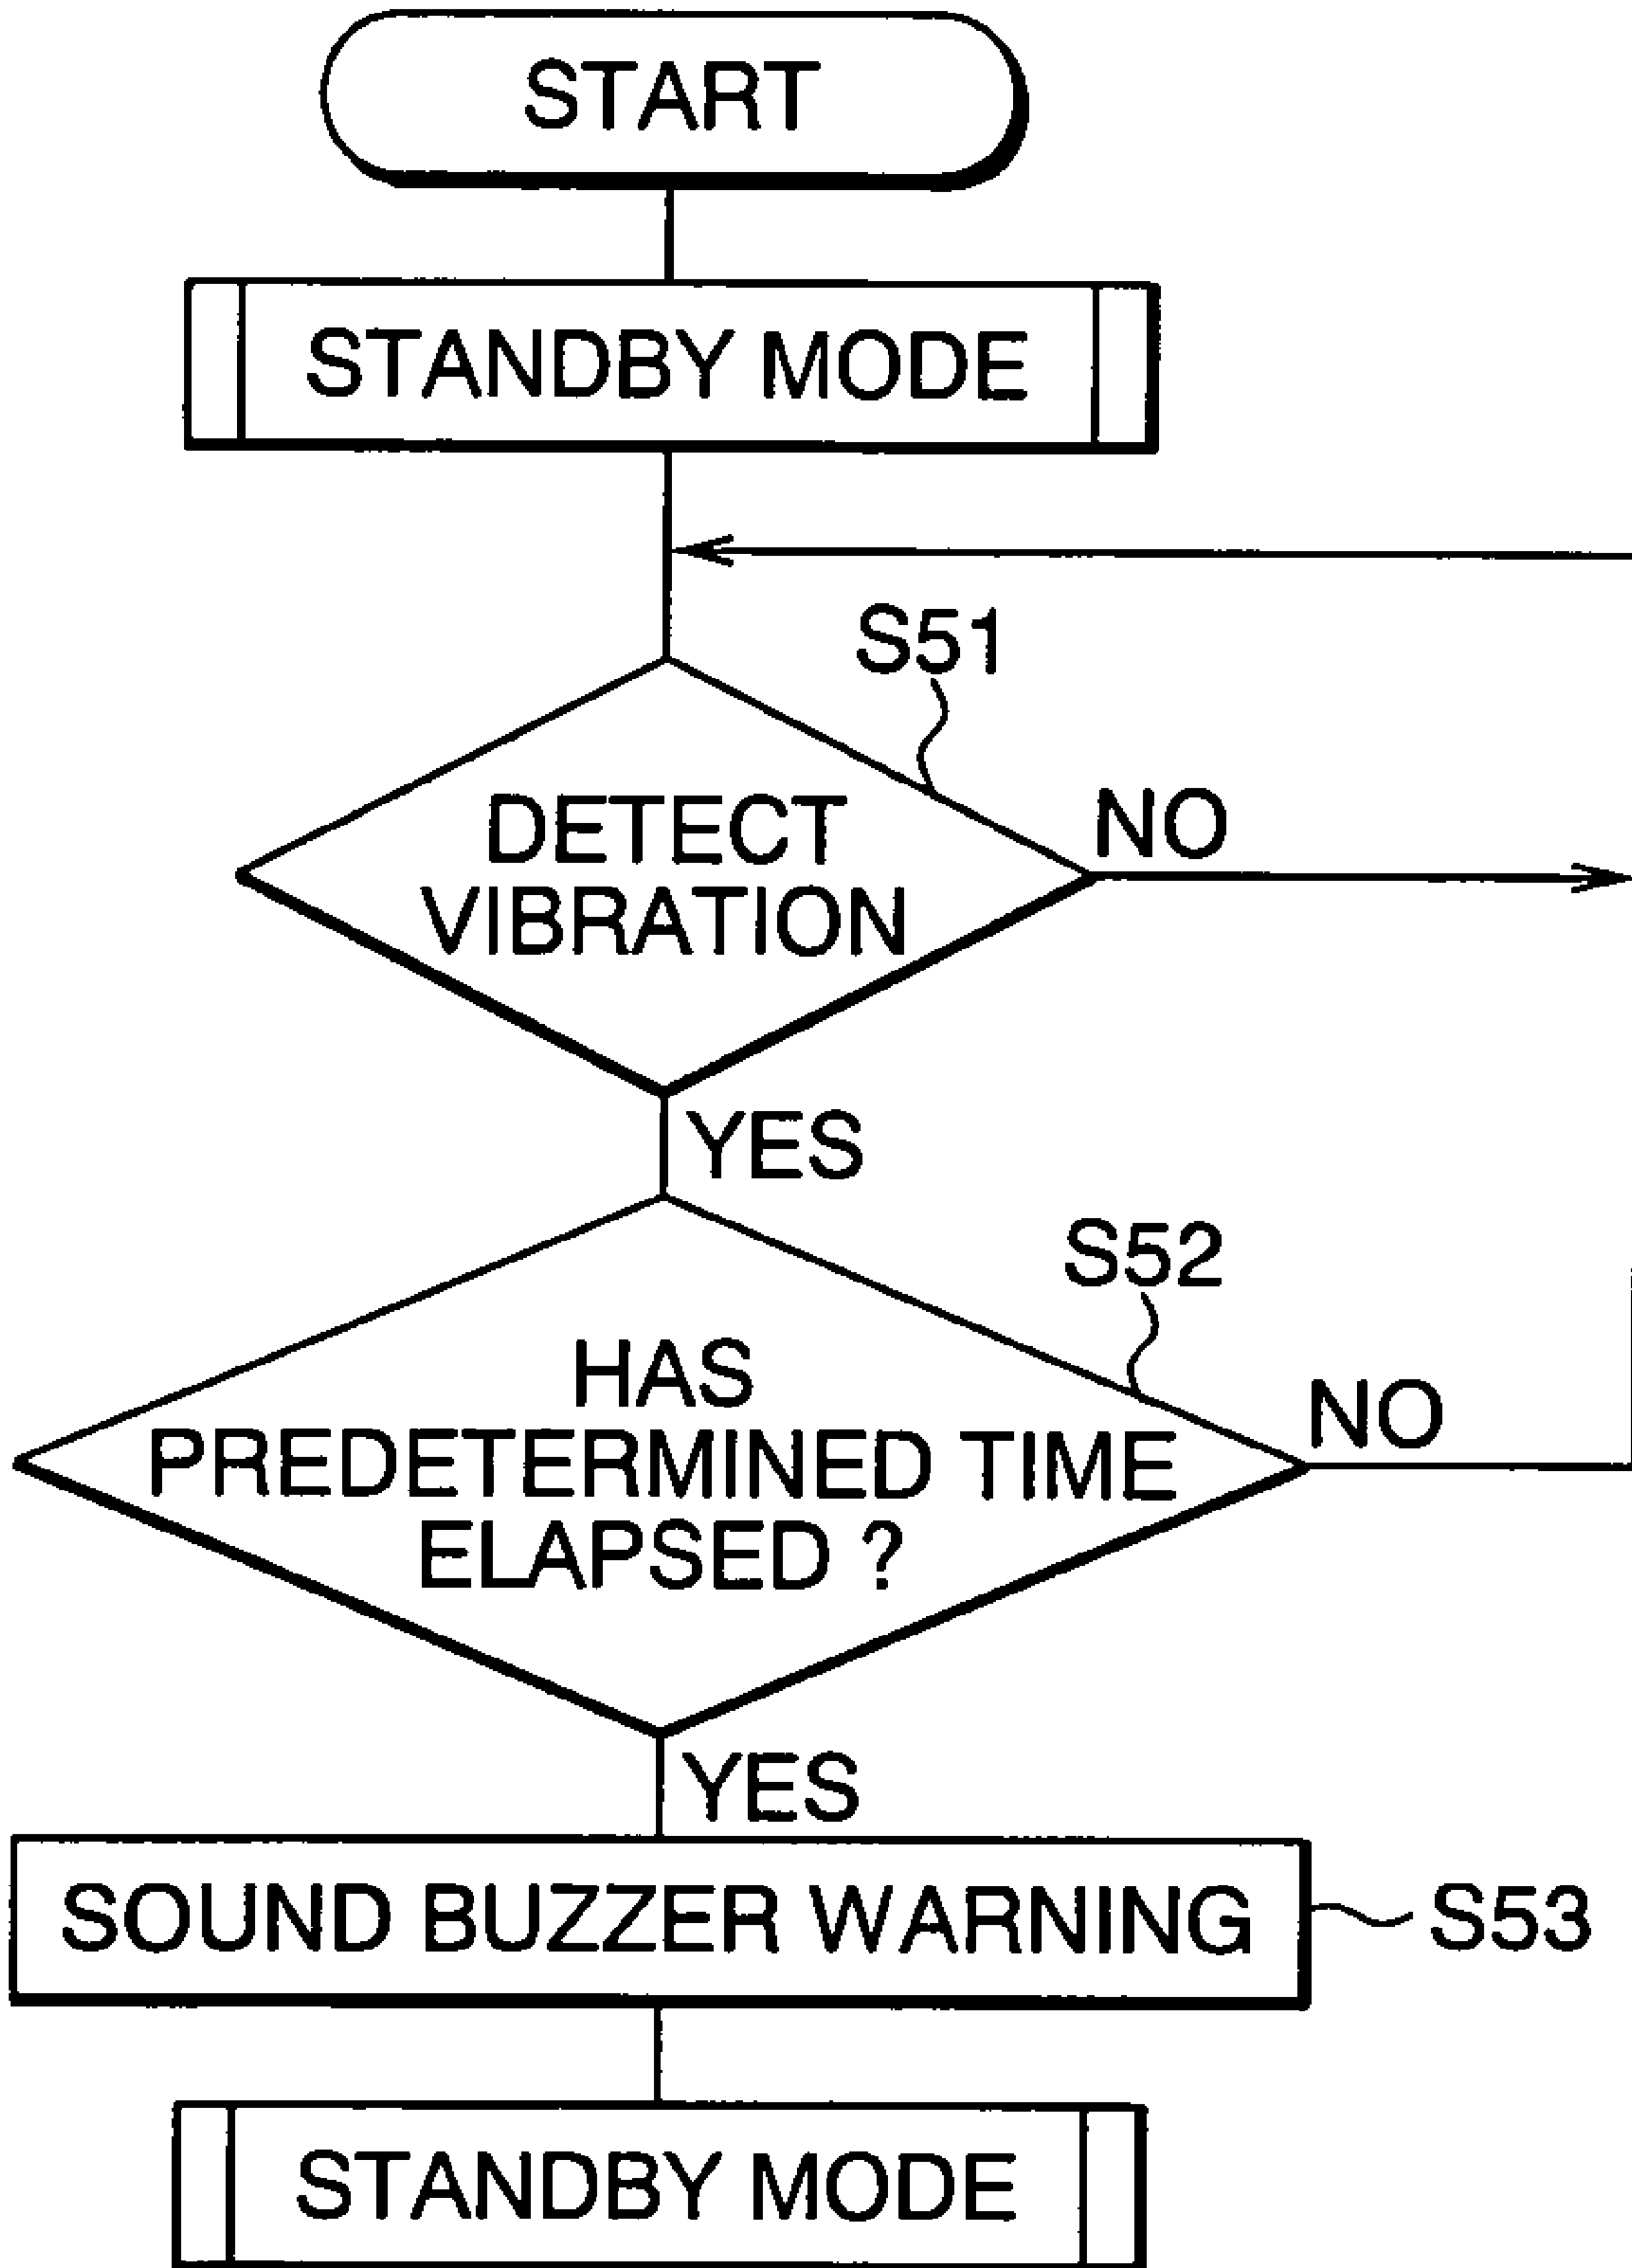 START
STANDBY MODE
S51
DETECT
VIBRATION
NO
YES
S52
HAS
PREDETERMINED TIME
ELAPSED ?
NO
YES
SOUND BUZZER WARNING
S53
STANDBY MODE